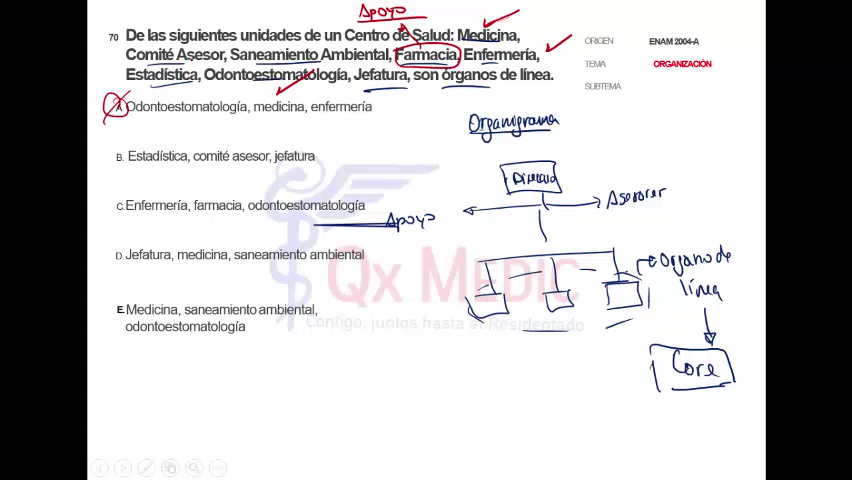 Apoyo
70 De las siguientes unidades de un Centro de Salud: Medicina,
Comité Asesor, Saneamiento Ambiental, Farmacia, Enfermería,
Estadística, Odontoestomatología, Jefatura, son órganos de línea.
A. Odontoestomatología, medicina, enfermería
B. Estadística, comité asesor, jefatura
C. Enfermería, farmacia, odontoestomatología
D. Jefatura, medicina, saneamiento ambiental
E. Medicina, saneamiento ambiental,
odontoestomatología
ORIGEN ENAM 2004-A
TEMA ORGANIZACIÓN
SUBTEMA
Organigrama
Apoyo
Organo de
línea
Core
Qx MEDIC
Contigo, juntos hasta el Residentado